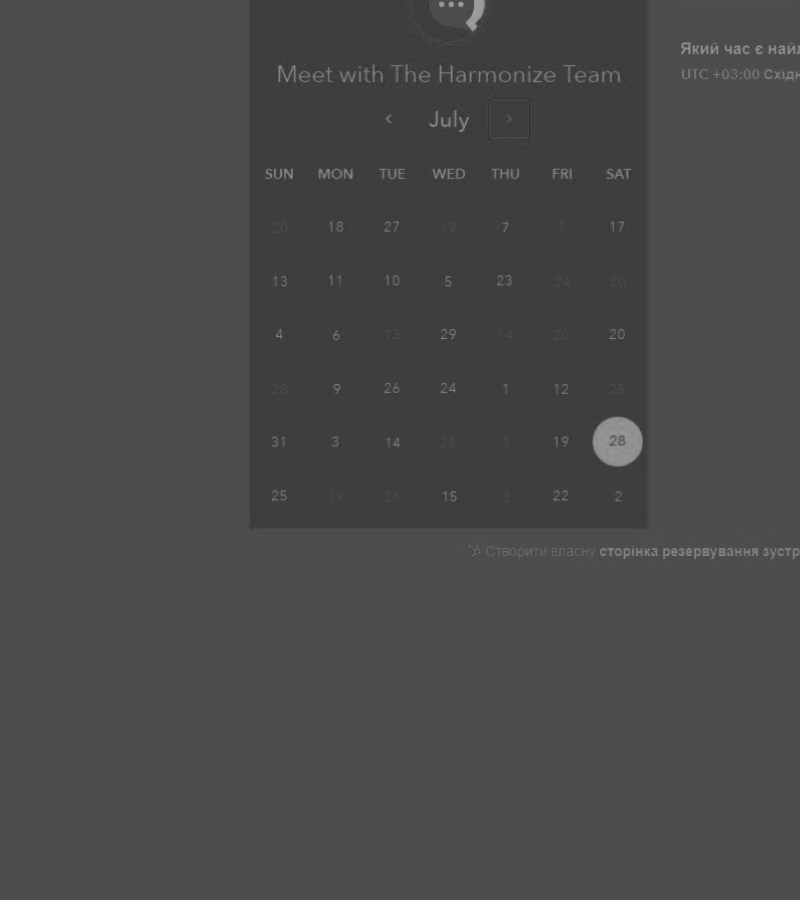 Meet with The Harmonize Team
Який час є
UTC +03:00
July
SUN MON TUE WED THU FRI SAT
20 18 27 19 7 7 17
13 11 10 5 23 24 20
4 6 13 29 14 20 20
28 9 26 24 1 12 25
31 3 14 25 3 19 28
25 19 26 15 3 22 2
Створити власну сторінка резервування